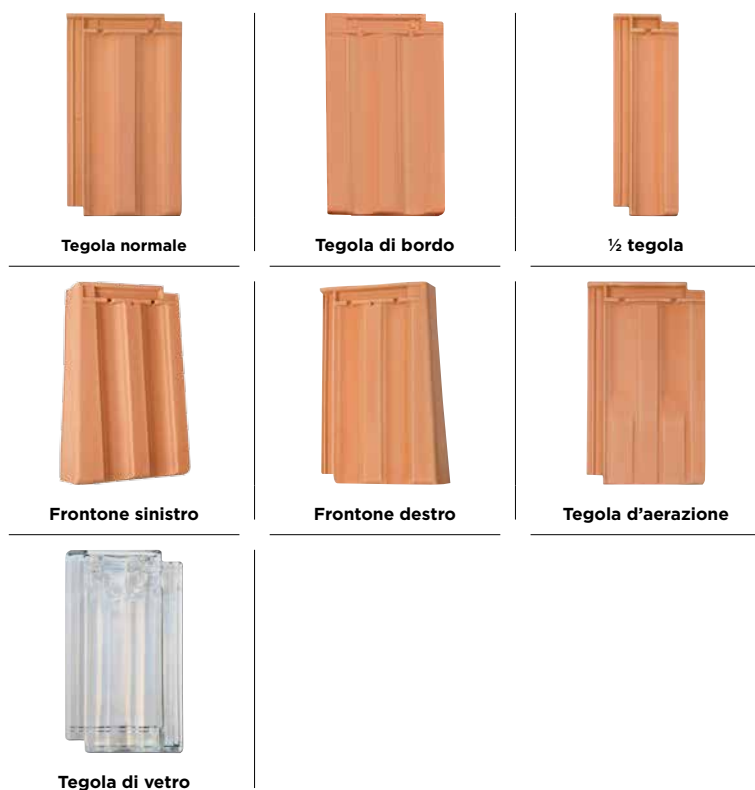 Tegola normale
Tegola di bordo
½ tegola
Frontone sinistro
Frontone destro
Tegola d’aerazione
Tegola di vetro